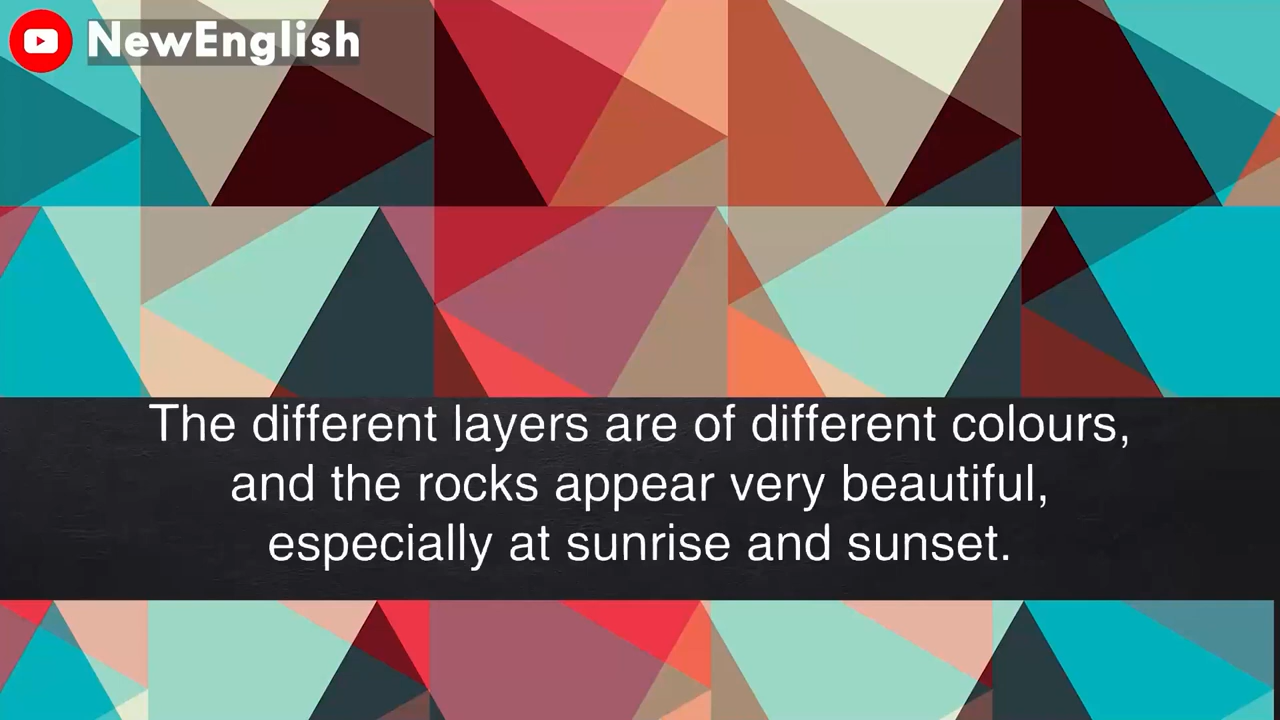 NewEnglish
The different layers are of different colours,
and the rocks appear very beautiful,
especially at sunrise and sunset.